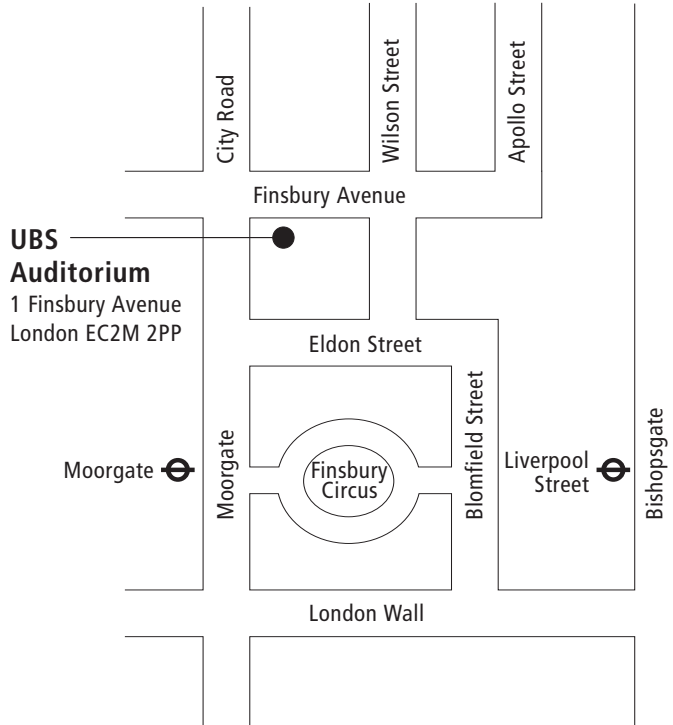 City Road
Wilson Street
Apollo Street
Finsbury Avenue
UBS
Auditorium
1 Finsbury Avenue
London EC2M 2PP
Eldon Street
Moorgate
Moorgate
Finsbury
Circus
Blomfield Street
Liverpool
Street
Bishopsgate
London Wall